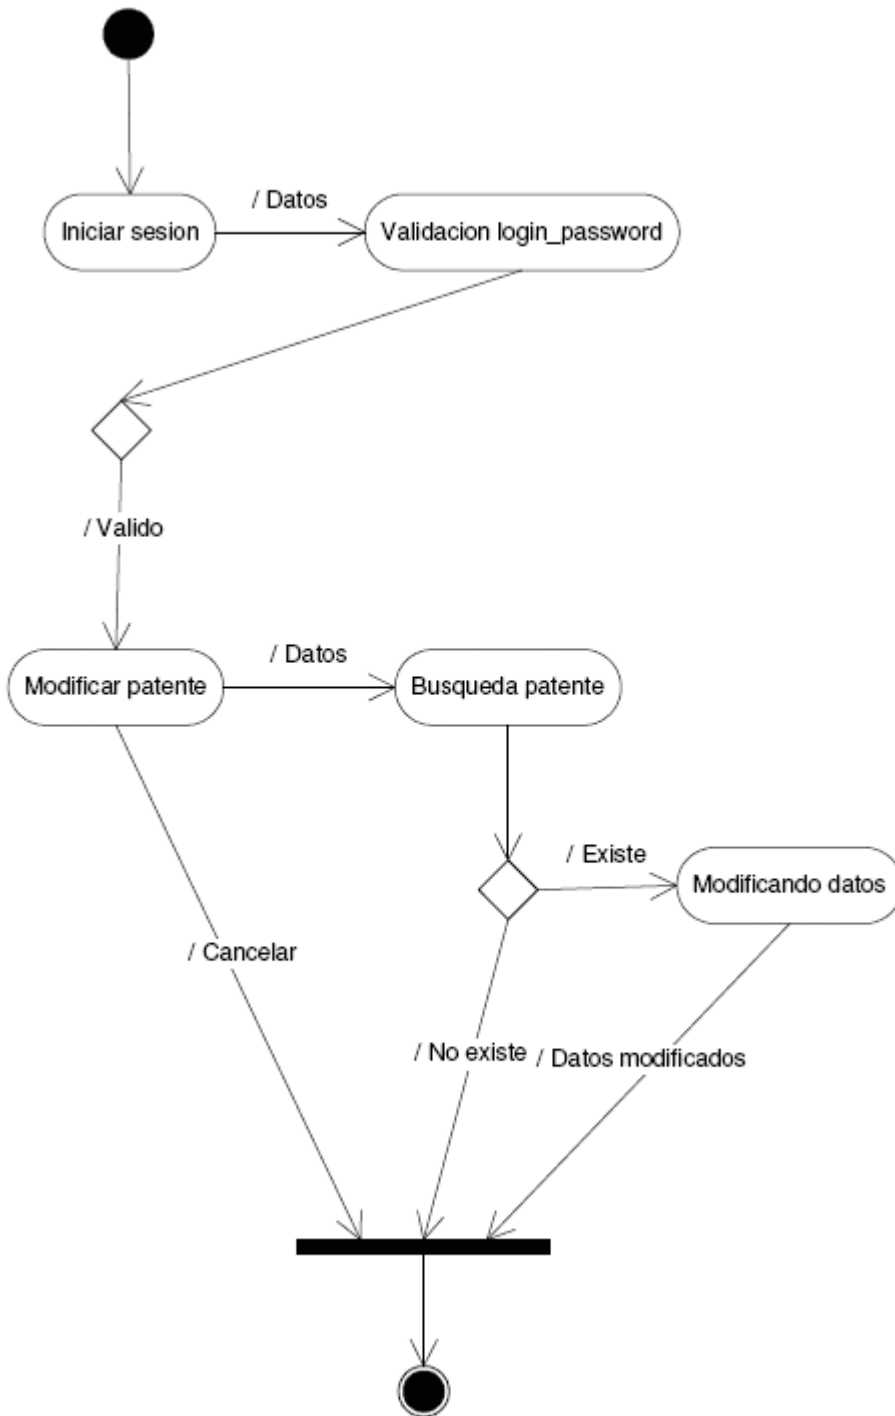 / Datos
Iniciar sesion
Validacion login_password
/ Valido
/ Datos
Modificar patente
Busqueda patente
/ Existe
Modificando datos
/ Cancelar
/ No existe
/ Datos modificados